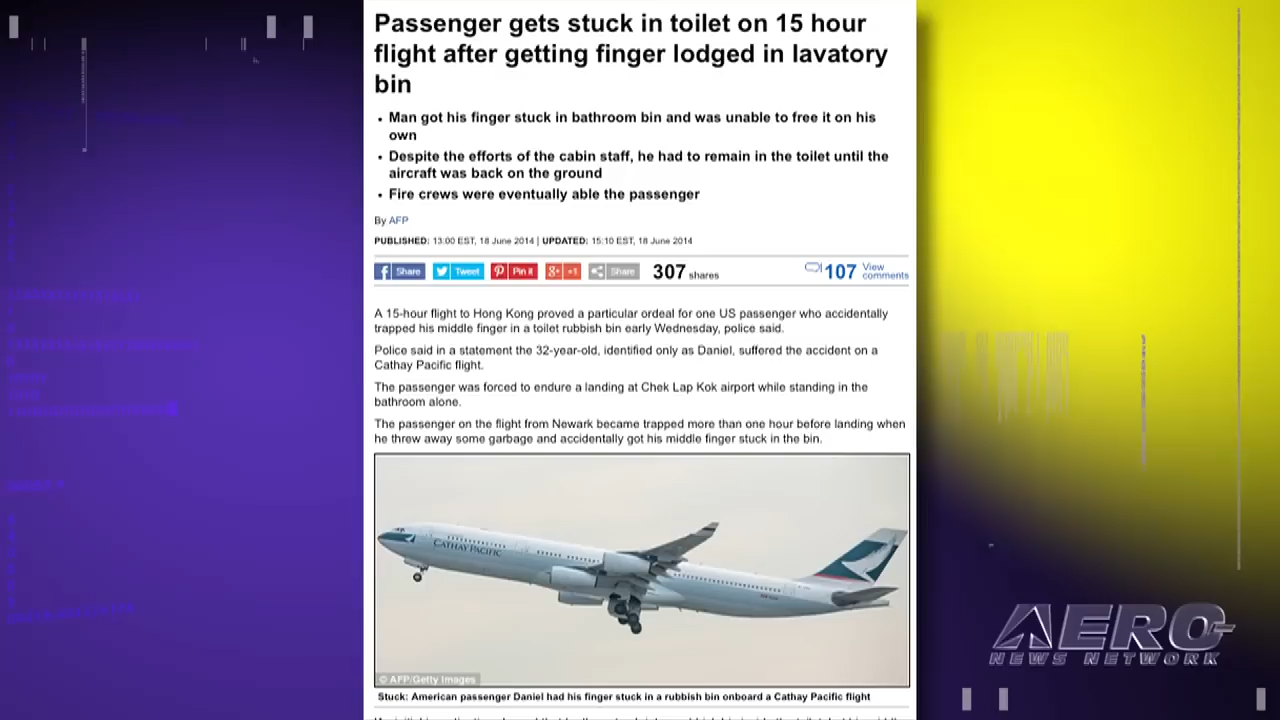 Passenger gets stuck in toilet on 15 hour
flight after getting finger lodged in lavatory
bin
• Man got his finger stuck in bathroom bin and was unable to free it on his
own
• Despite the efforts of the cabin staff, he had to remain in the toilet until the
aircraft was back on the ground
• Fire crews were eventually able the passenger
By AFP
PUBLISHED: 13:00 EST, 18 June 2014 | UPDATED: 15:10 EST, 18 June 2014
Share Tweet Pin it +1 Share 307 shares 107 View comments
A 15-hour flight to Hong Kong proved a particular ordeal for one US passenger who accidentally
trapped his middle finger in a toilet rubbish bin early Wednesday, police said.
Police said in a statement the 32-year-old, identified only as Daniel, suffered the accident on a
Cathay Pacific flight.
The passenger was forced to endure a landing at Chek Lap Kok airport while standing in the
bathroom alone.
The passenger on the flight from Newark became trapped more than one hour before landing when
he threw away some garbage and accidentally got his middle finger stuck in the bin.
CATHAY PACIFIC
© AFP/Getty Images
Stuck: American passenger Daniel had his finger stuck in a rubbish bin onboard a Cathay Pacific flight
AERO
NEWS NETWORK